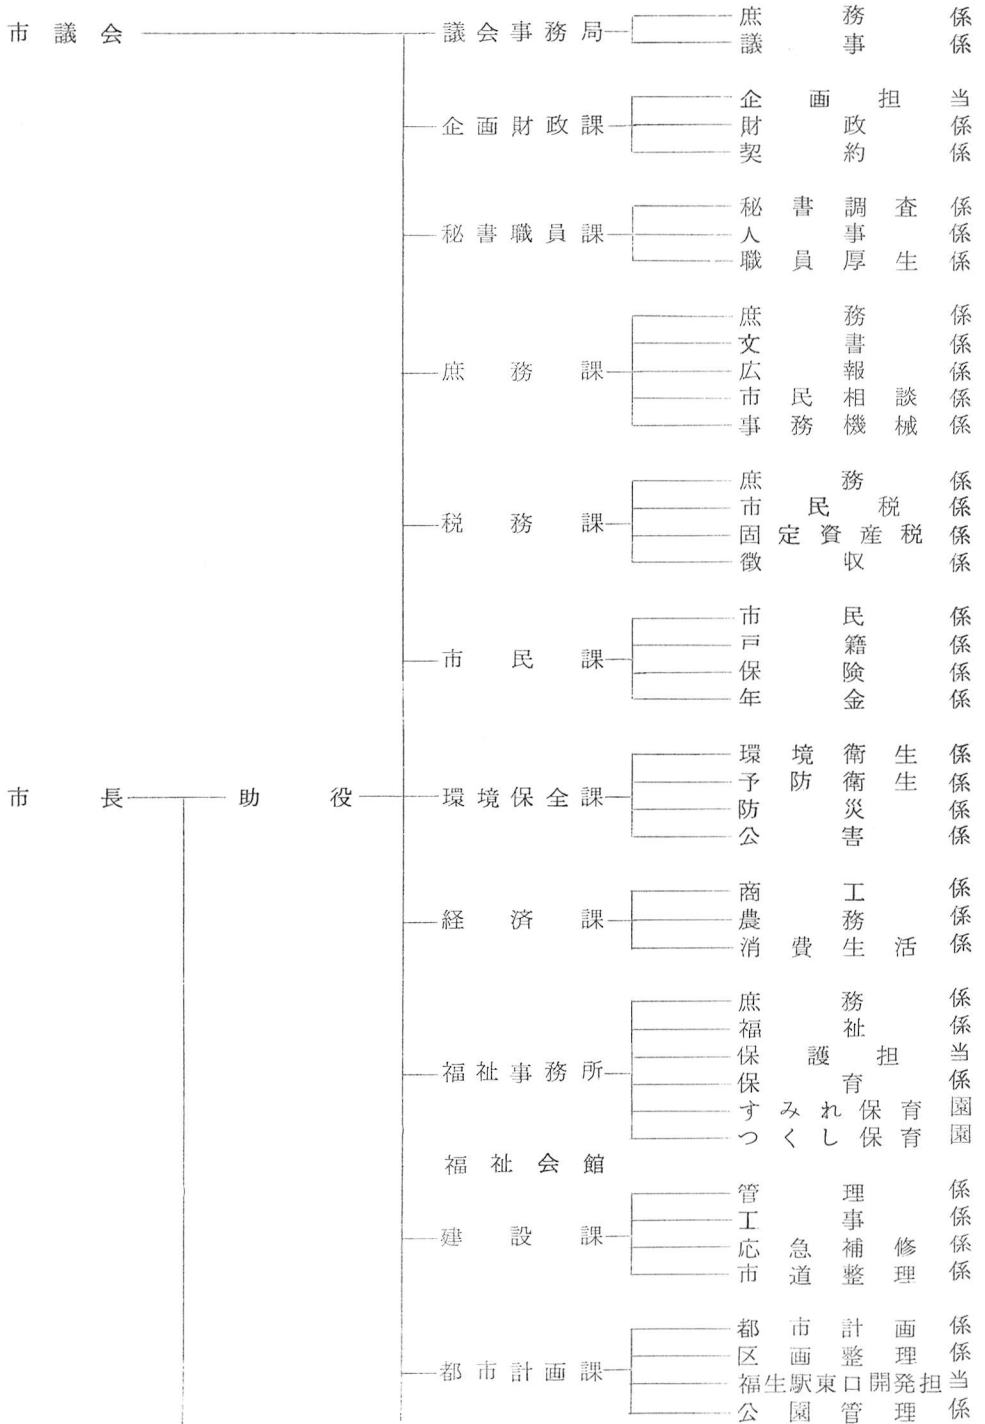 市議会
議会事務局
庶務係
議事係
企画財政課
企画担当
財政係
契約係
秘書職員課
秘書調査係
人事係
職員厚生係
庶務課
庶務係
文書係
広報係
市民相談係
事務機械係
税務課
庶務係
市民税係
固定資産税係
徴収係
市民課
市民係
戸籍係
保険係
年金係
市長
助役
環境保全課
環境衛生係
予防衛生係
防災係
公害係
経済課
商工係
農務係
消費生活係
福祉事務所
庶務係
福祉係
保護担当
保育係
すみれ保育園
つくし保育園
福祉会館
建設課
管理係
工事係
応急補修係
市道整理係
都市計画課
都市計画係
区画整理係
福生駅東口開発担当
公園管理係